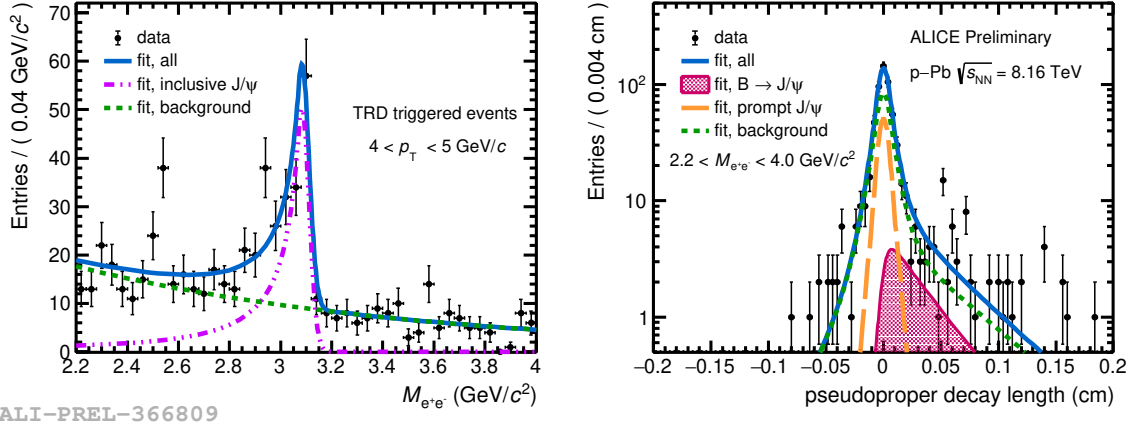 Entries / ( 0.04 GeV/c²)
70
60
50
40
30
20
10
0
data
fit, all
fit, inclusive J/ψ
fit, background
TRD triggered events
4 < p_T < 5 GeV/c
2.2 2.4 2.6 2.8 3 3.2 3.4 3.6 3.8 4
M_e⁺e⁻ (GeV/c²)
ALI−PREL−366809
Entries / ( 0.004 cm)
10²
10
1
data
fit, all
fit, B → J/ψ
fit, prompt J/ψ
fit, background
2.2 < M_e⁺e⁻ < 4.0 GeV/c²
ALICE Preliminary
p−Pb √s_NN = 8.16 TeV
−0.2 −0.15 −0.1 −0.05 0 0.05 0.1 0.15 0.2
pseudoproper decay length (cm)